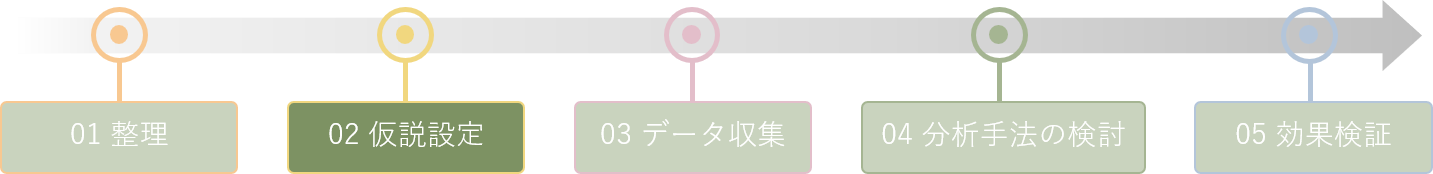 01 整理
02 仮説設定
03 データ収集
04 分析手法の検討
05 効果検証